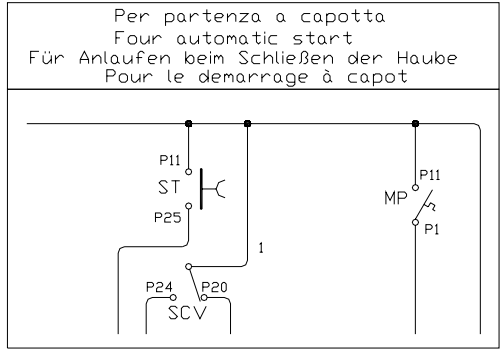 Per partenza a capotta
Four automatic start
Für Anlaufen beim Schließen der Haube
Pour le demarrage à capot
P11
ST
P25
P11
MP
P1
1
P24
P20
SCV